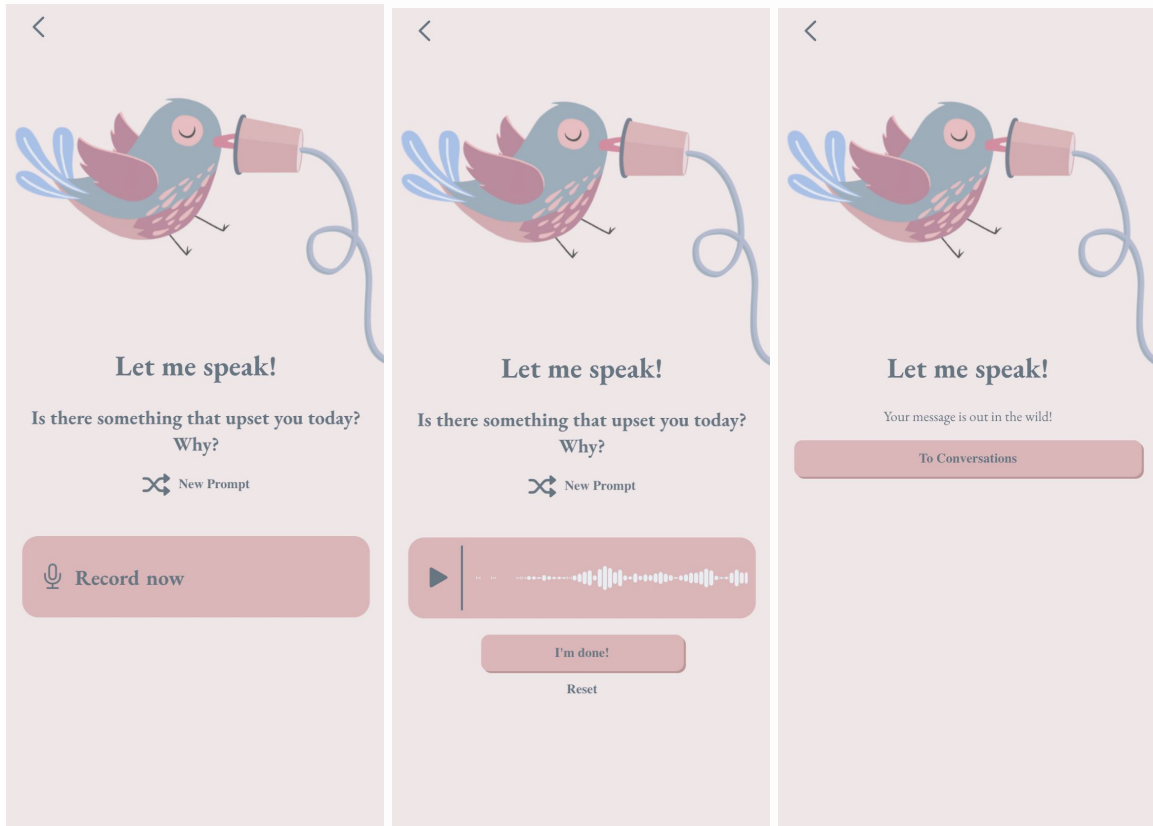 Let me speak!
Is there something that upset you today?
Why?
New Prompt
Record now
Let me speak!
Is there something that upset you today?
Why?
New Prompt
I'm done!
Reset
Let me speak!
Your message is out in the wild!
To Conversations